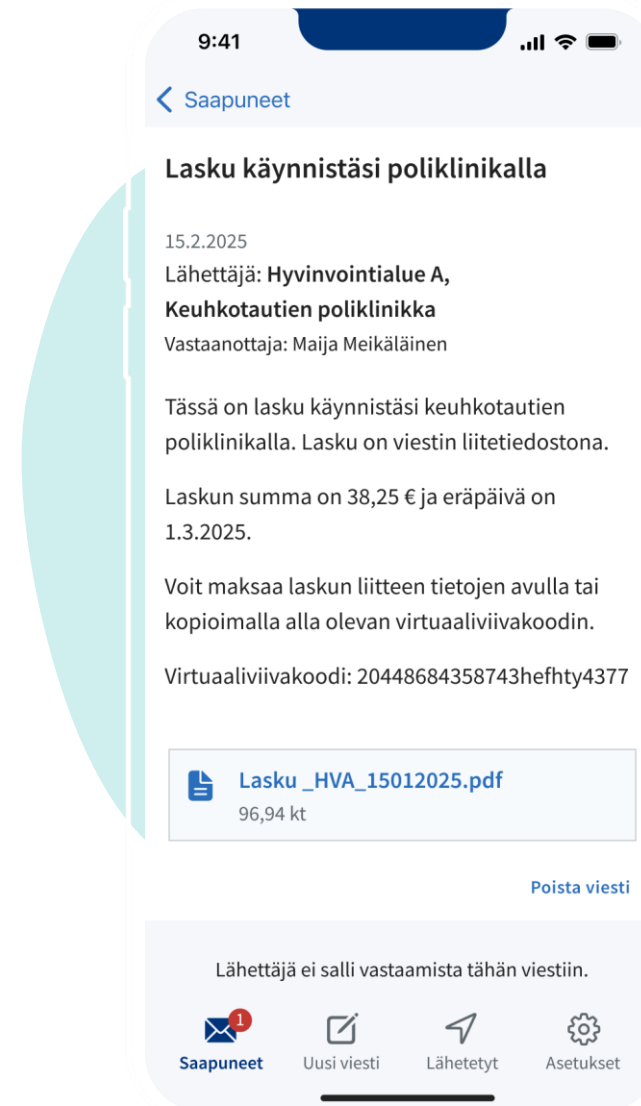 9:41
Saapuneet
Lasku käynnistäsi poliklinikalla
15.2.2025
Lähettäjä: Hyvinvointialue A,
Keuhkotautien poliklinikka
Vastaanottaja: Maija Meikäläinen
Tässä on lasku käynnistäsi keuhkotautien
poliklinikalla. Lasku on viestin liitetiedostona.
Laskun summa on 38,25 € ja eräpäivä on
1.3.2025.
Voit maksaa laskun liitteen tietojen avulla tai
kopioimalla alla olevan virtuaaliviivakoodin.
Virtuaaliviivakoodi: 20448684358743hefhty4377
Lasku _HVA_15012025.pdf
96,94 kt
Poista viesti
Lähettäjä ei salli vastaamista tähän viestiin.
1
Saapuneet Uusi viesti Lähetetyt Asetukset